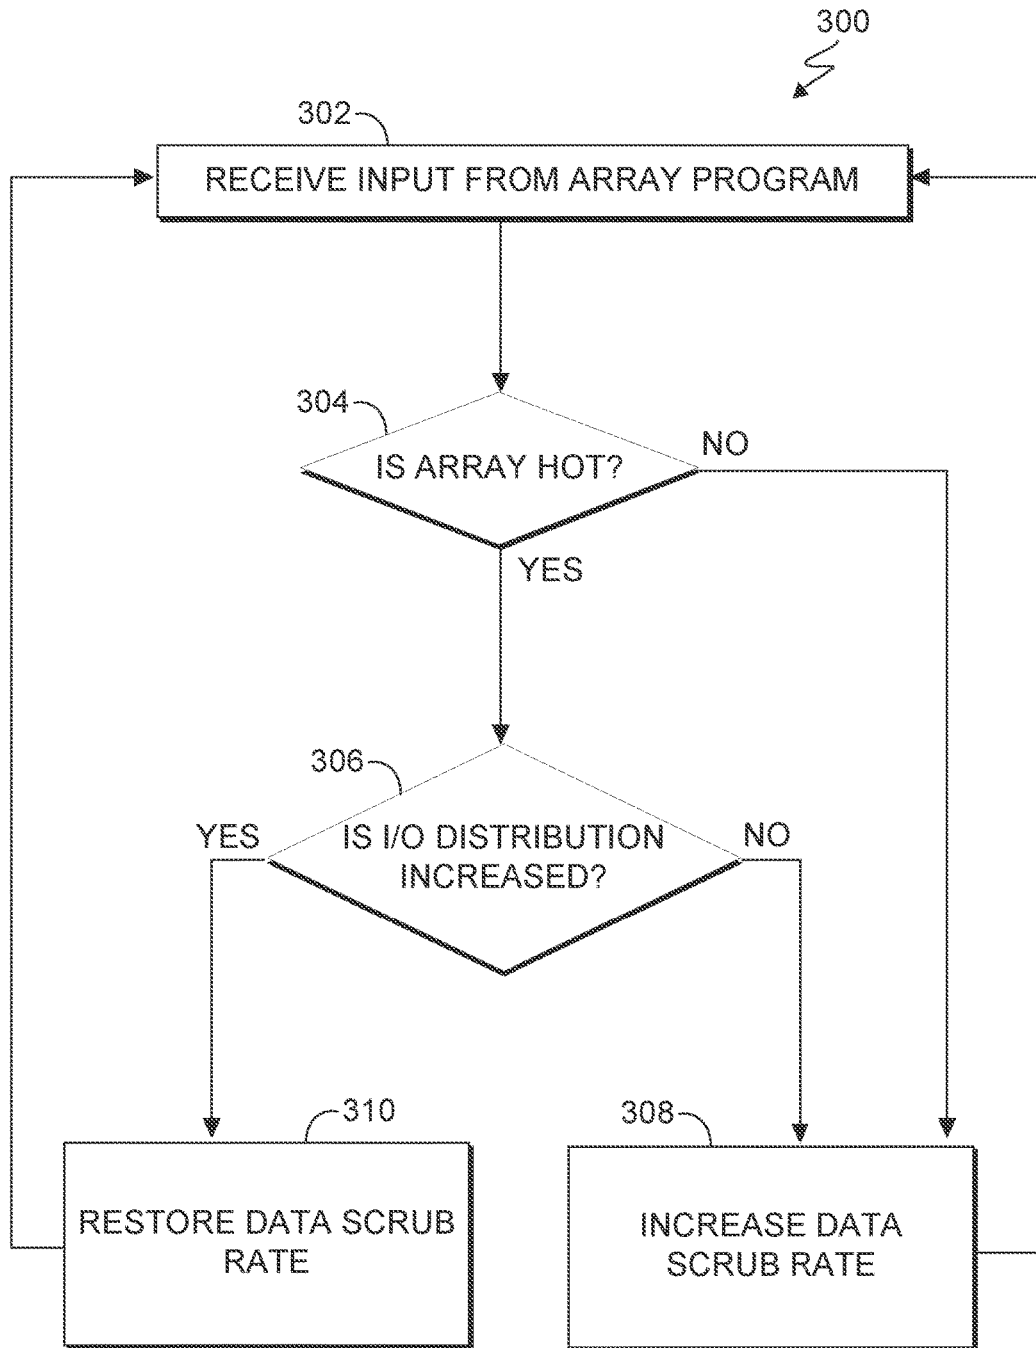 300
302
RECEIVE INPUT FROM ARRAY PROGRAM
304
IS ARRAY HOT?
NO
YES
306
YES
IS I/O DISTRIBUTION
INCREASED?
NO
310
308
RESTORE DATA SCRUB
RATE
INCREASE DATA
SCRUB RATE